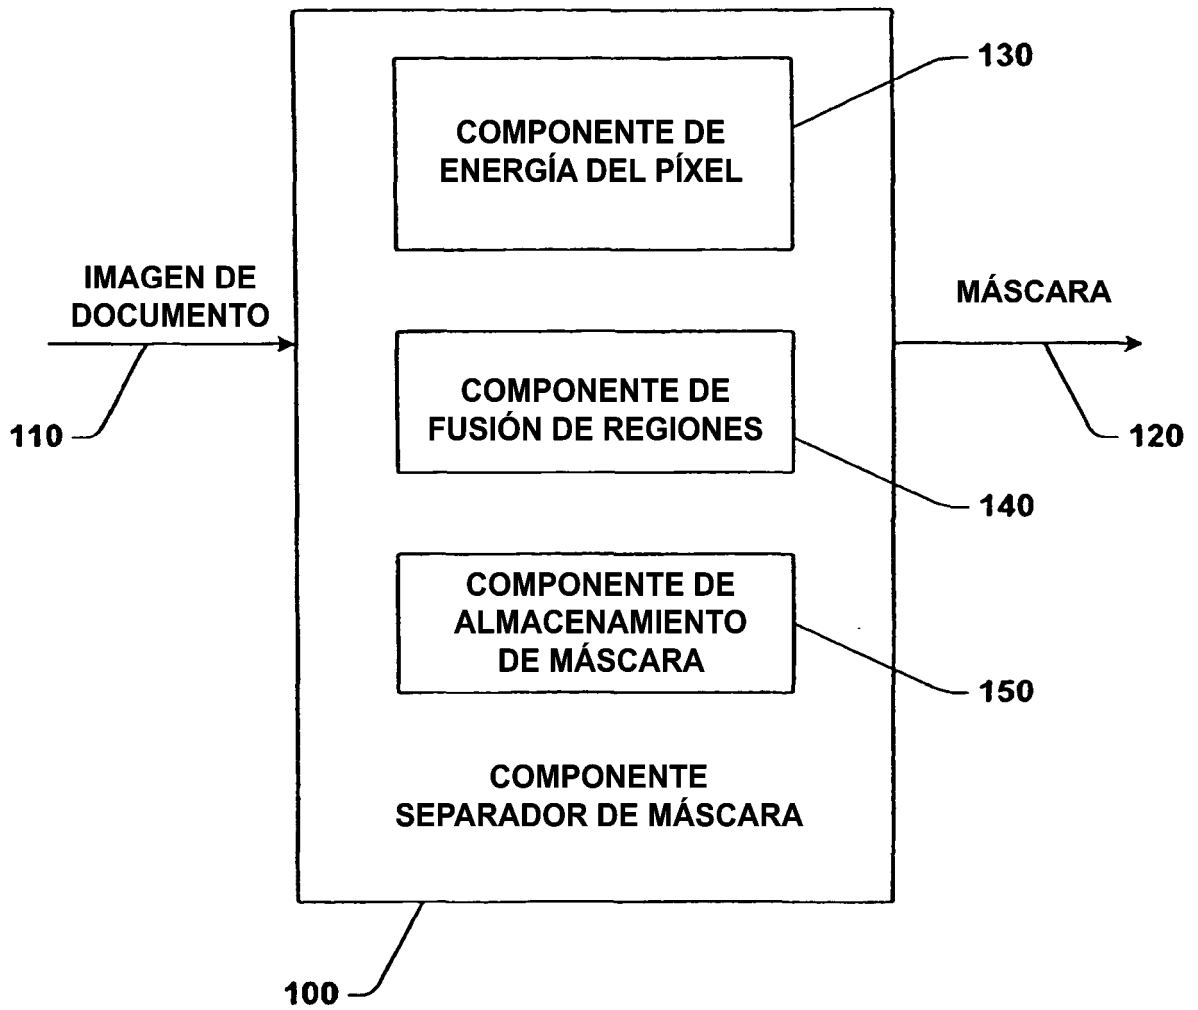 130
COMPONENTE DE
ENERGÍA DEL PÍXEL
IMAGEN DE
DOCUMENTO
MÁSCARA
110
COMPONENTE DE
FUSIÓN DE REGIONES
120
140
COMPONENTE DE
ALMACENAMIENTO
DE MÁSCARA
150
COMPONENTE
SEPARADOR DE MÁSCARA
100